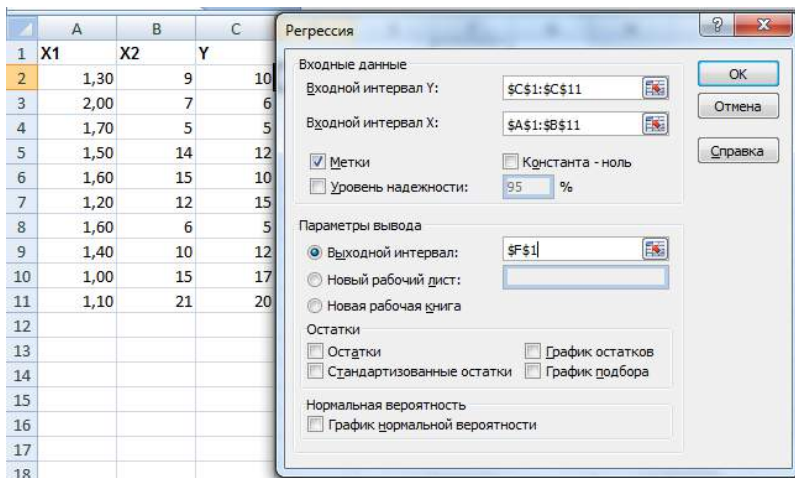 A B C
1 X1 X2 Y
2 1,30 9 10
3 2,00 7 6
4 1,70 5 5
5 1,50 14 12
6 1,60 15 10
7 1,20 12 15
8 1,60 6 5
9 1,40 10 12
10 1,00 15 17
11 1,10 21 20
12
13
14
15
16
17
18
Регрессия
? X
Входные данные
Входной интервал Y: $C$1:$C$11
Входной интервал X: $A$1:$B$11
Метки Константа - ноль
Уровень надежности: 95 %
Параметры вывода
Выходной интервал: $F$1
Новый рабочий лист:
Новая рабочая книга
Остатки
Остатки График остатков
Стандартизованные остатки График подбора
Нормальная вероятность
График нормальной вероятности
OK
Отмена
Справка